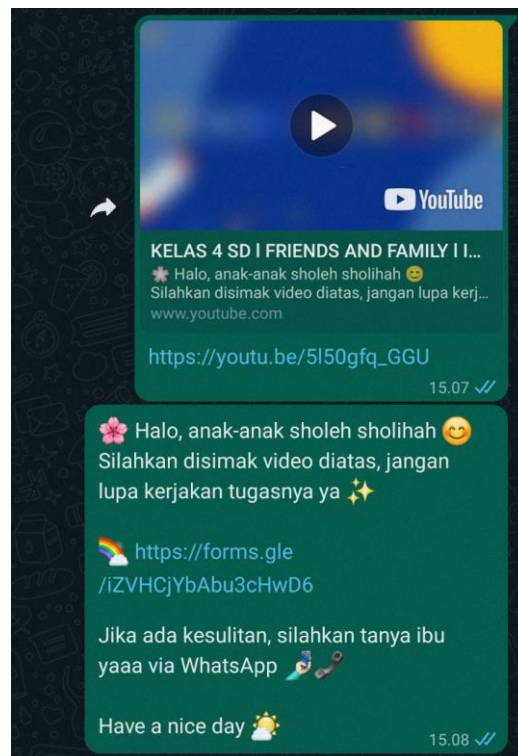 YouTube
KELAS 4 SD I FRIENDS AND FAMILY I I...
🌸 Halo, anak-anak sholeh sholihah 😊
Silahkan disimak video diatas, jangan lupa kerj...
www.youtube.com
https://youtu.be/5l50gfq_GGU
15.07
🌸 Halo, anak-anak sholeh sholihah 😊
Silahkan disimak video diatas, jangan
lupa kerjakan tugasnya ya ✨
🌈 https://forms.gle
/iZVHCjYbAbu3cHwD6
Jika ada kesulitan, silahkan tanya ibu
yaaa via WhatsApp 🤳 📞
Have a nice day 🌤️
15.08